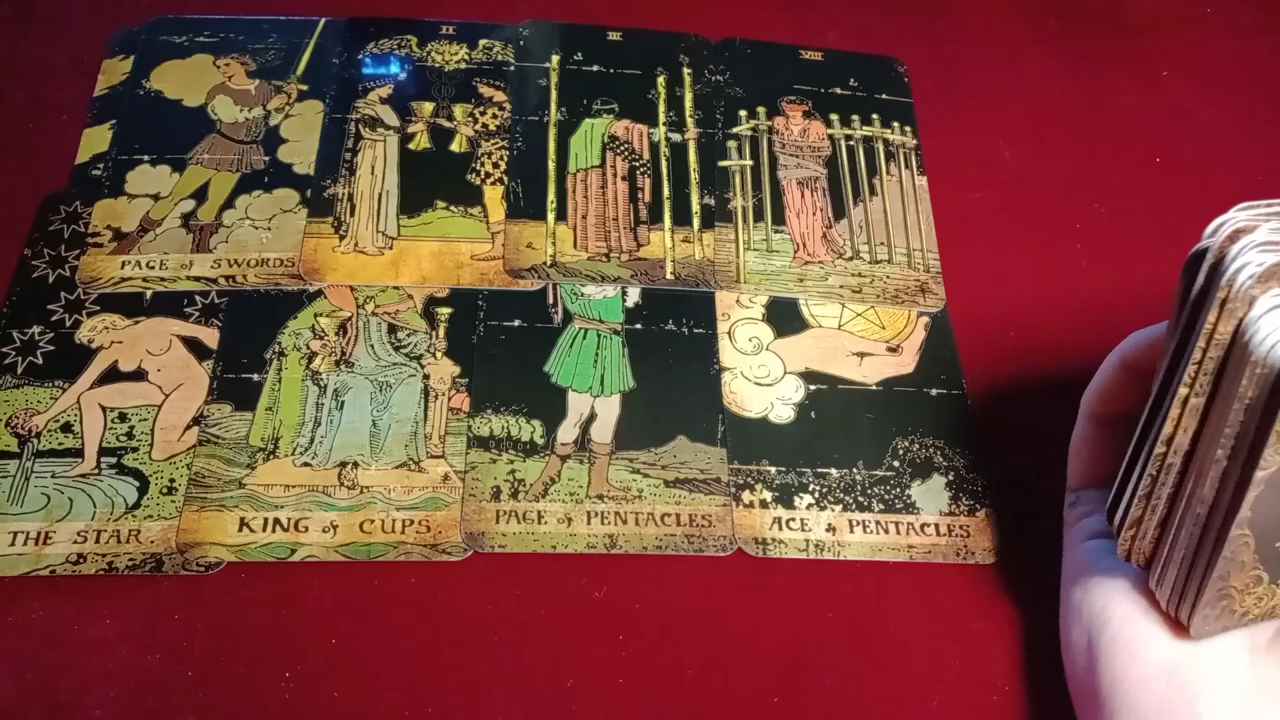 II
III
VIII
PAGE of SWORDS
THE STAR.
KING of CUPS.
PAGE of PENTACLES.
ACE of PENTACLES